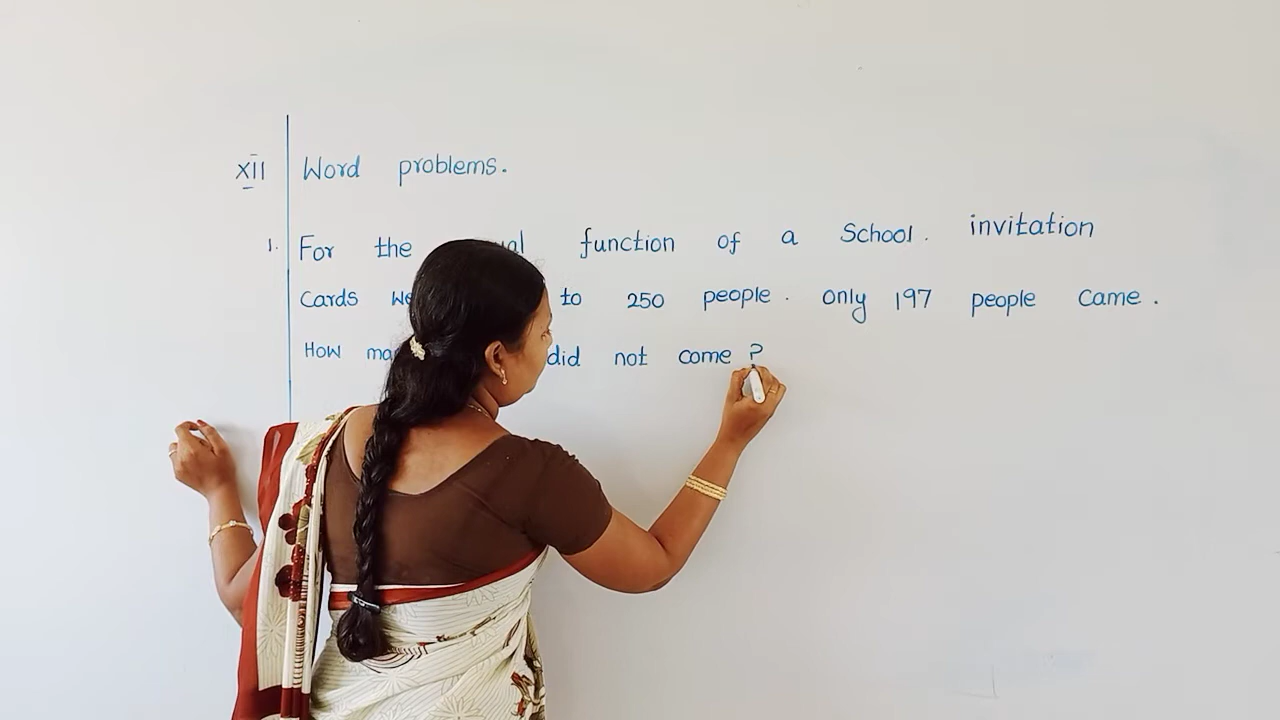 XII Word problems.
1. For the function of a School. invitation
Cards to 250 people. only 197 people came.
How did not come ?